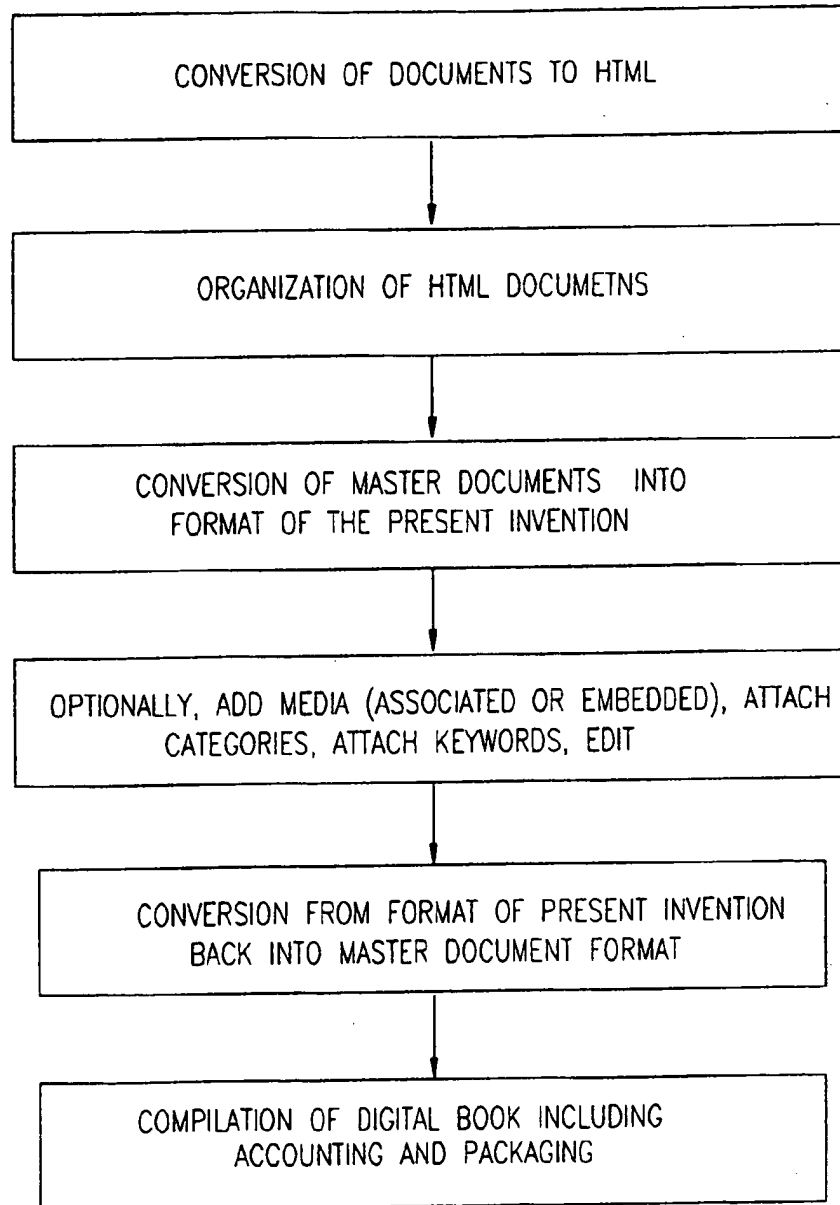 CONVERSION OF DOCUMENTS TO HTML
ORGANIZATION OF HTML DOCUMETNS
CONVERSION OF MASTER DOCUMENTS INTO
FORMAT OF THE PRESENT INVENTION
OPTIONALLY, ADD MEDIA (ASSOCIATED OR EMBEDDED), ATTACH
CATEGORIES, ATTACH KEYWORDS, EDIT
CONVERSION FROM FORMAT OF PRESENT INVENTION
BACK INTO MASTER DOCUMENT FORMAT
COMPILATION OF DIGITAL BOOK INCLUDING
ACCOUNTING AND PACKAGING